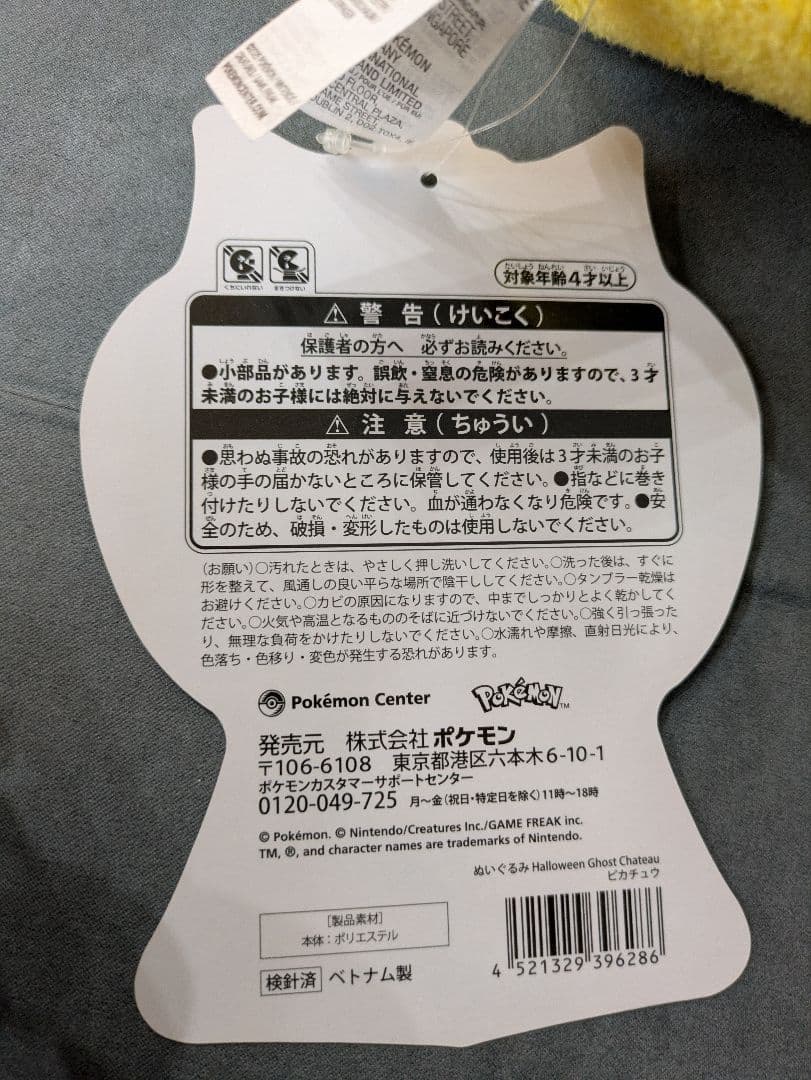 STREET,
SINGAPORE
POKÉMON
FLOOR,
CENTRAL PLAZA,
DAME STREET,
DUBLIN 2, D02
くちにいれない
まきつけない
対象年齢4才以上
⚠ 警 告 ( けいこく )
保護者の方へ 必ずお読みください。
●小部品があります。誤飲・窒息の危険がありますので、3才
未満のお子様には絶対に与えないでください。
⚠ 注 意 ( ちゅうい )
●思わぬ事故の恐れがありますので、使用後は3才未満のお子
様の手の届かないところに保管してください。●指などに巻き
付けたりしないでください。血が通わなくなり危険です。●安
全のため、破損・変形したものは使用しないでください。
(お願い)○汚れたときは、やさしく押し洗いしてください。○洗った後は、すぐに
形を整えて、風通しの良い平らな場所で陰干ししてください。○タンブラー乾燥は
お避けください。○カビの原因になりますので、中までしっかりとよく乾かしてく
ださい。○火気や高温となるもののそばに近づけないでください。○強く引っ張った
り、無理な負荷をかけたりしないでください。○水濡れや摩擦、直射日光により、
色落ち・色移り・変色が発生する恐れがあります。
Pokémon Center POKéMON™
発売元 株式会社ポケモン
〒106-6108 東京都港区六本木6-10-1
ポケモンカスタマーサポートセンター
0120-049-725 月～金(祝日・特定日を除く)11時～18時
© Pokémon. © Nintendo/Creatures Inc./GAME FREAK inc.
TM, ®, and character names are trademarks of Nintendo.
ぬいぐるみ Halloween Ghost Chateau
ピカチュウ
[製品素材]
本体：ポリエステル
検針済 ベトナム製
4 521329 396286